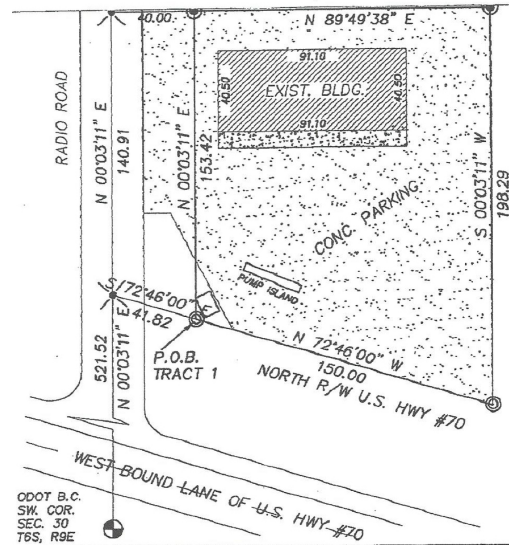 40.00
N 89°49'38" E
91.10
40.50
EXIST. BLDG.
40.50
91.10
RADIO ROAD
N 00°03'11" E
140.91
N 00°03'11" E
153.42
S 00°03'11" W
198.29
CONC. PARKING
PUMP ISLAND
S 72°46'00"
41.82
N 72°46'00" W
150.00
NORTH R/W U.S. HWY #70
P.O.B.
TRACT 1
521.52
N 00°03'11" E
WEST BOUND LANE OF U.S. HWY #70
ODOT B.C.
SW. COR.
SEC. 30
T6S, R9E